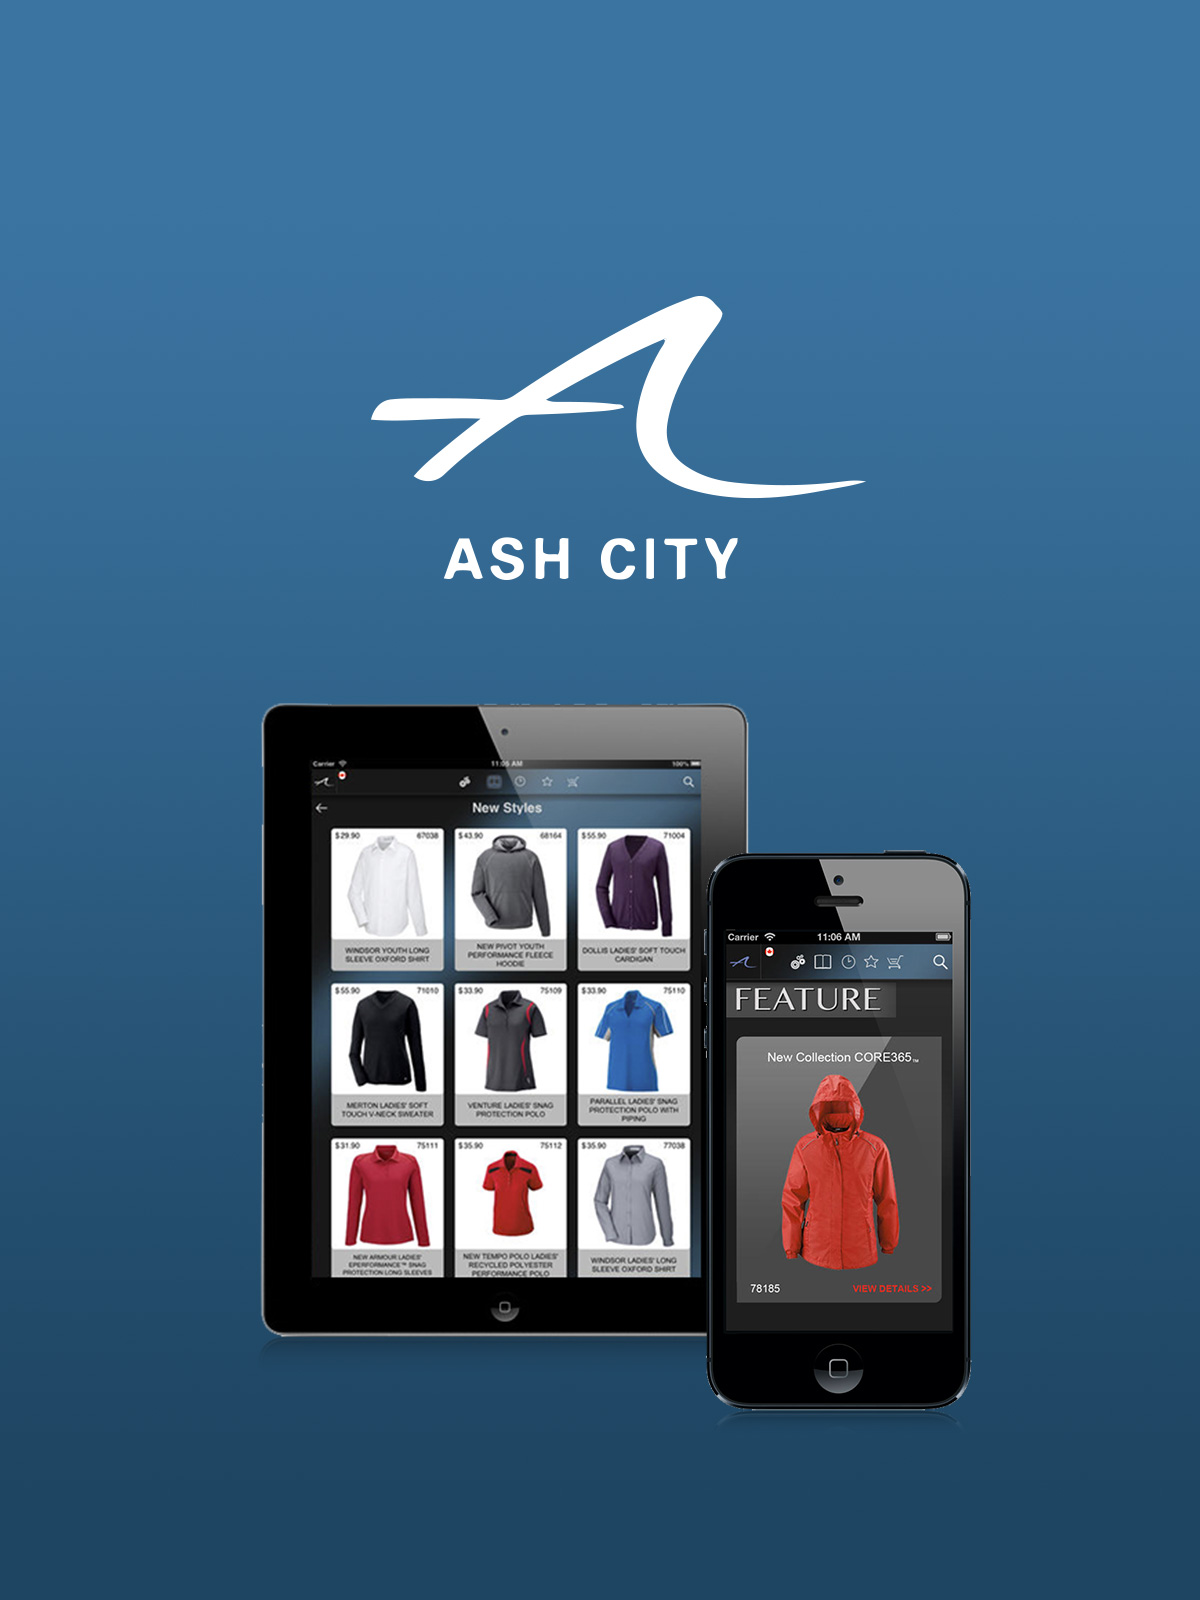 ASH CITY
Carrier
11:05 AM
100%
New Styles
$29.90 67038
$43.90 68164
$55.90 71004
WINDSOR YOUTH LONG
SLEEVE OXFORD SHIRT
NEW PIVOT YOUTH
PERFORMANCE FLEECE
HOODIE
DOLLIS LADIES' SOFT TOUCH
CARDIGAN
$55.90 71010
$33.90 75109
$33.90 75110
MERTON LADIES' SOFT
TOUCH V-NECK SWEATER
VENTURE LADIES' SNAG
PROTECTION POLO
PARALLEL LADIES' SNAG
PROTECTION POLO WITH
PIPING
$31.90 75111
$35.90 75112
$35.90 77038
NEW ARMOUR LADIES'
EPERFORMANCE™ SNAG
PROTECTION LONG SLEEVES
NEW TEMPO POLO LADIES'
RECYCLED POLYESTER
PERFORMANCE POLO
WINDSOR LADIES' LONG
SLEEVE OXFORD SHIRT
Carrier
11:06 AM
FEATURE
New Collection CORE365™
78185
VIEW DETAILS >>